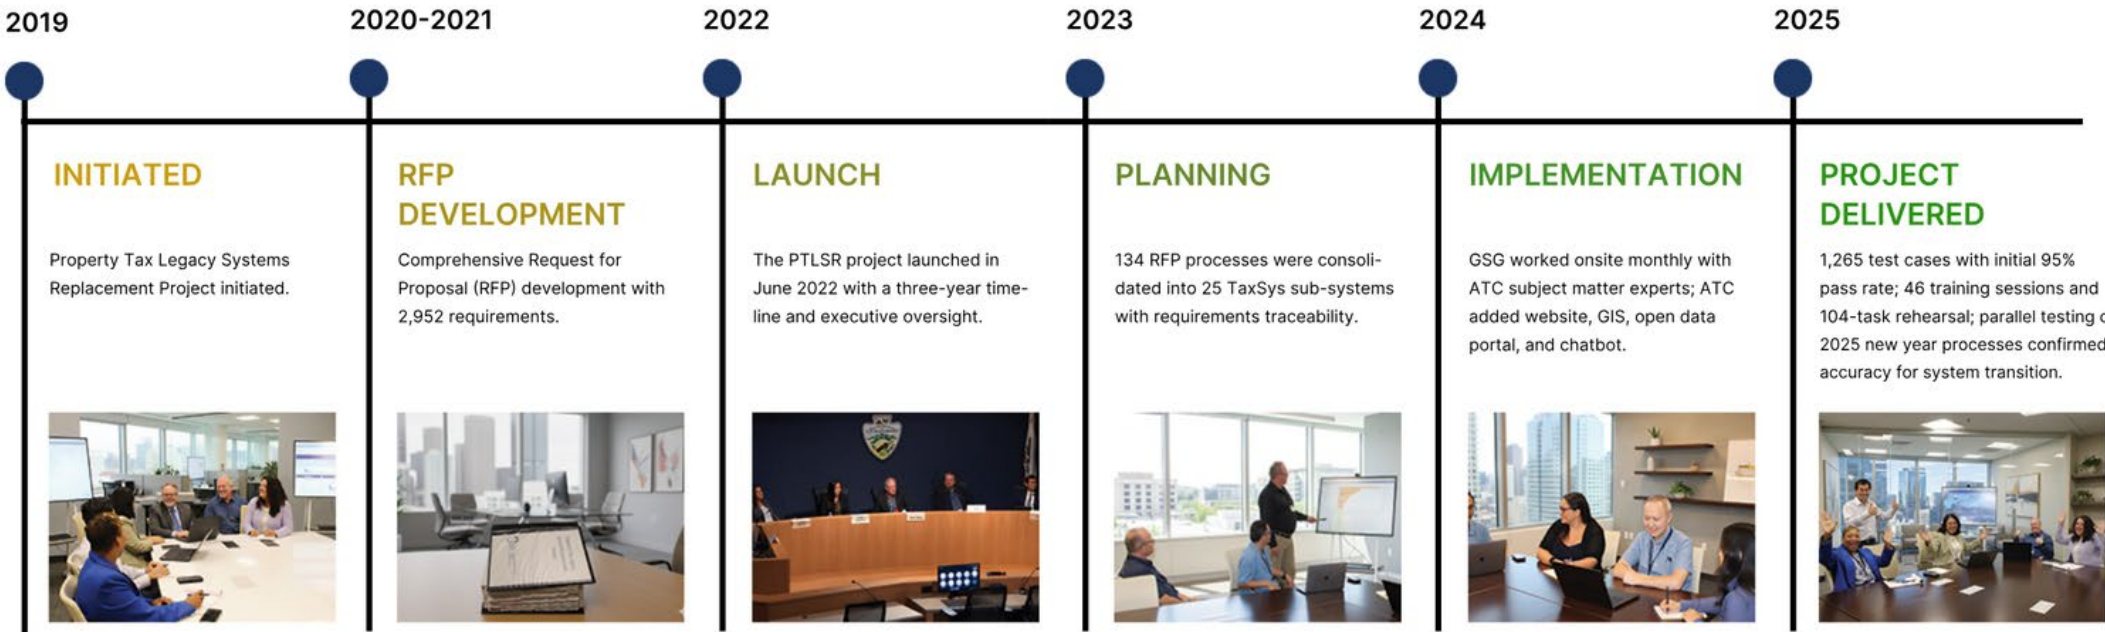 2019
2020-2021
2022
2023
2024
2025
INITIATED
Property Tax Legacy Systems
Replacement Project initiated.
RFP
DEVELOPMENT
Comprehensive Request for
Proposal (RFP) development with
2,952 requirements.
LAUNCH
The PTLSR project launched in
June 2022 with a three-year time-
line and executive oversight.
PLANNING
134 RFP processes were consoli-
dated into 25 TaxSys sub-systems
with requirements traceability.
IMPLEMENTATION
GSG worked onsite monthly with
ATC subject matter experts; ATC
added website, GIS, open data
portal, and chatbot.
PROJECT
DELIVERED
1,265 test cases with initial 95%
pass rate; 46 training sessions and
104-task rehearsal; parallel testing
2025 new year processes confirmed
accuracy for system transition.